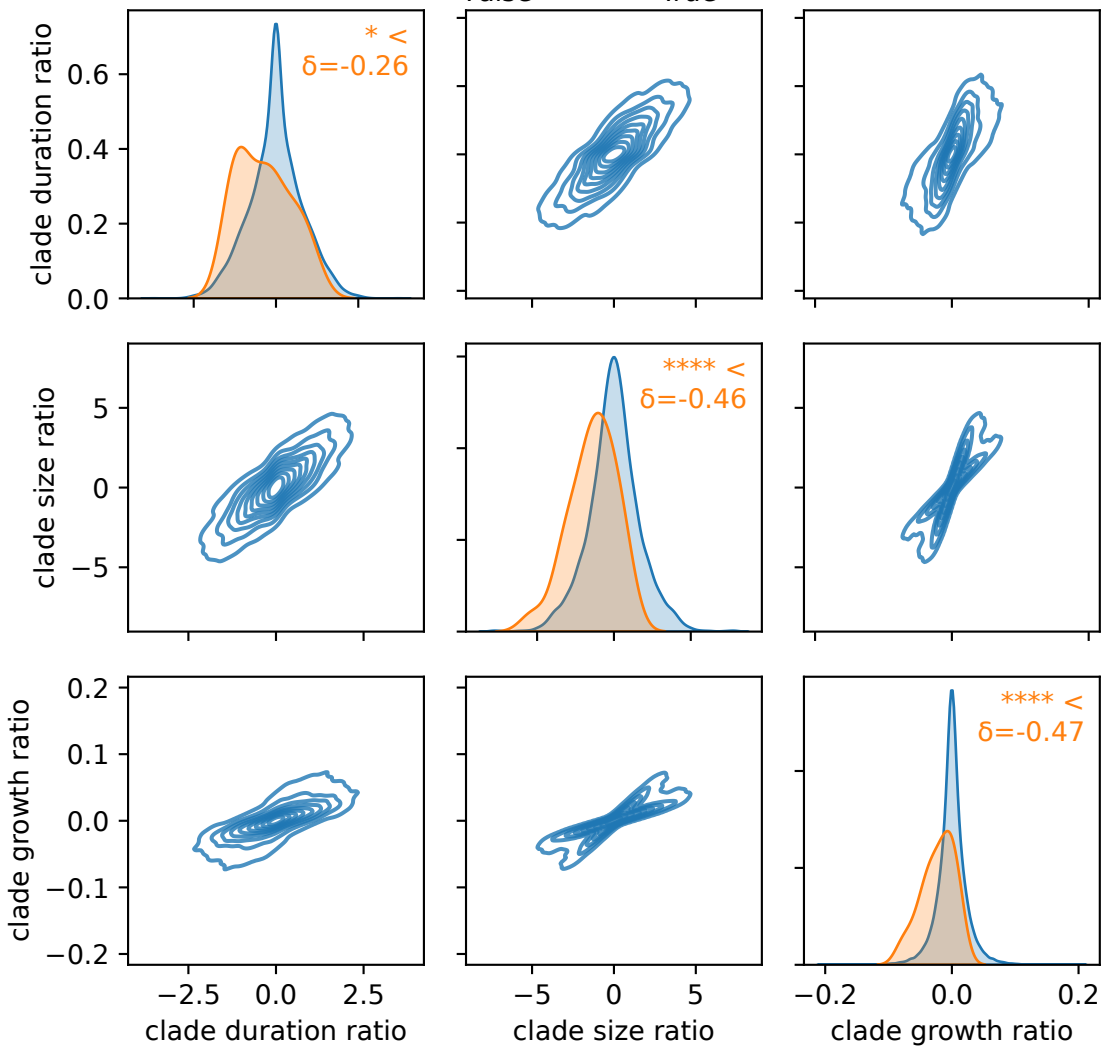 clade duration ratio
0.6
0.4
0.2
0.0
* <
δ=-0.26
clade size ratio
5
0
−5
**** <
δ=-0.46
clade growth ratio
0.2
0.1
0.0
−0.1
−0.2
**** <
δ=-0.47
−2.5 0.0 2.5
−5 0 5
−0.2 0.0 0.2
clade duration ratio
clade size ratio
clade growth ratio